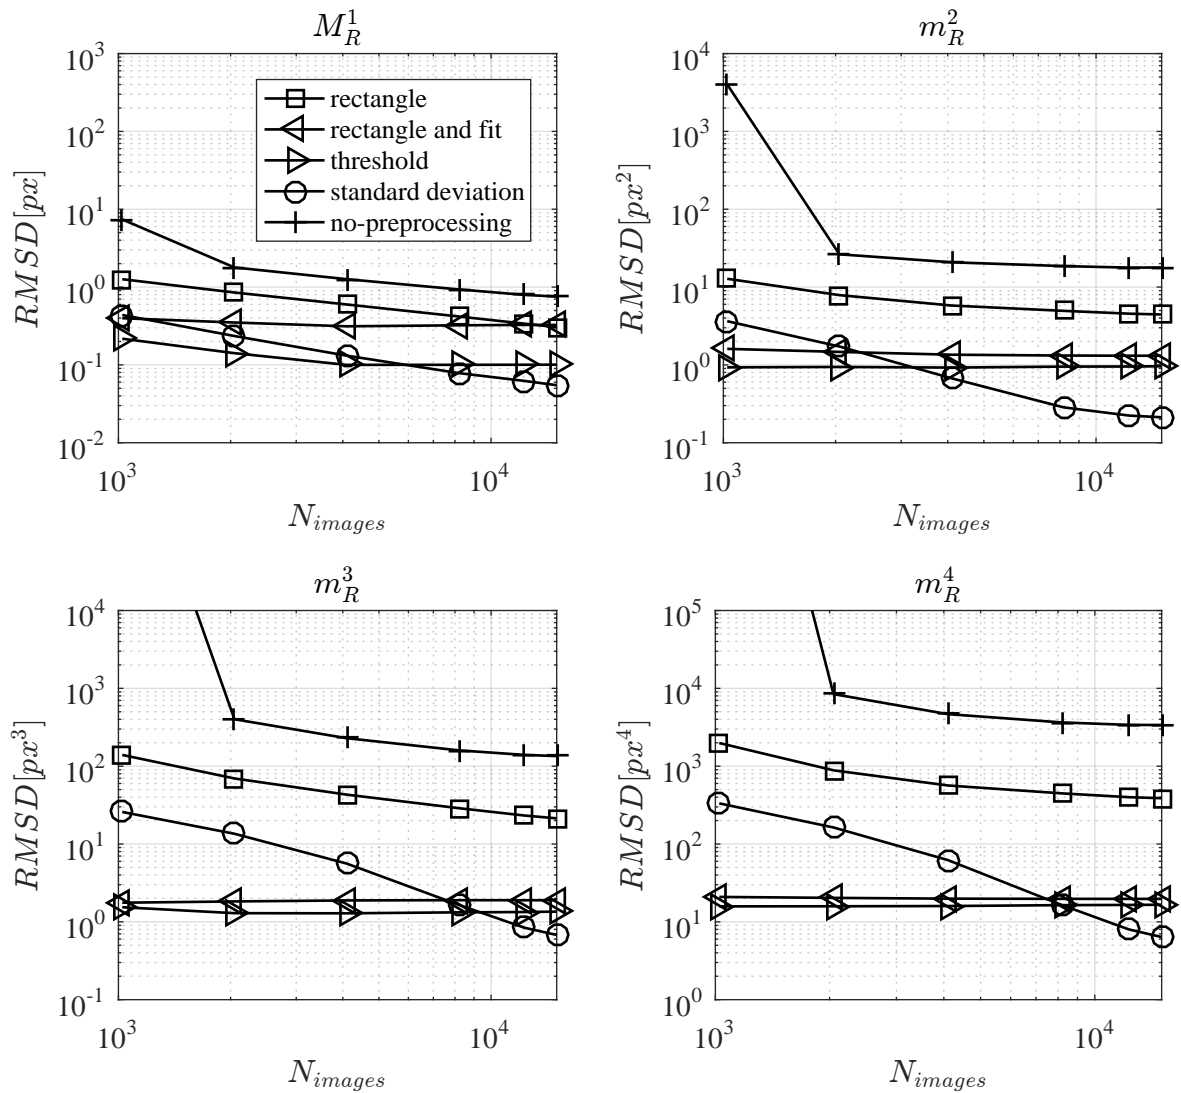 M_R^1
RMSD[px]
10^3
10^2
10^1
10^0
10^-1
10^-2
rectangle
rectangle and fit
threshold
standard deviation
no-preprocessing
10^3
10^4
N_images
m_R^2
RMSD[px^2]
10^4
10^3
10^2
10^1
10^0
10^-1
10^3
10^4
N_images
m_R^3
RMSD[px^3]
10^4
10^3
10^2
10^1
10^0
10^-1
10^3
10^4
N_images
m_R^4
RMSD[px^4]
10^5
10^4
10^3
10^2
10^1
10^0
10^3
10^4
N_images